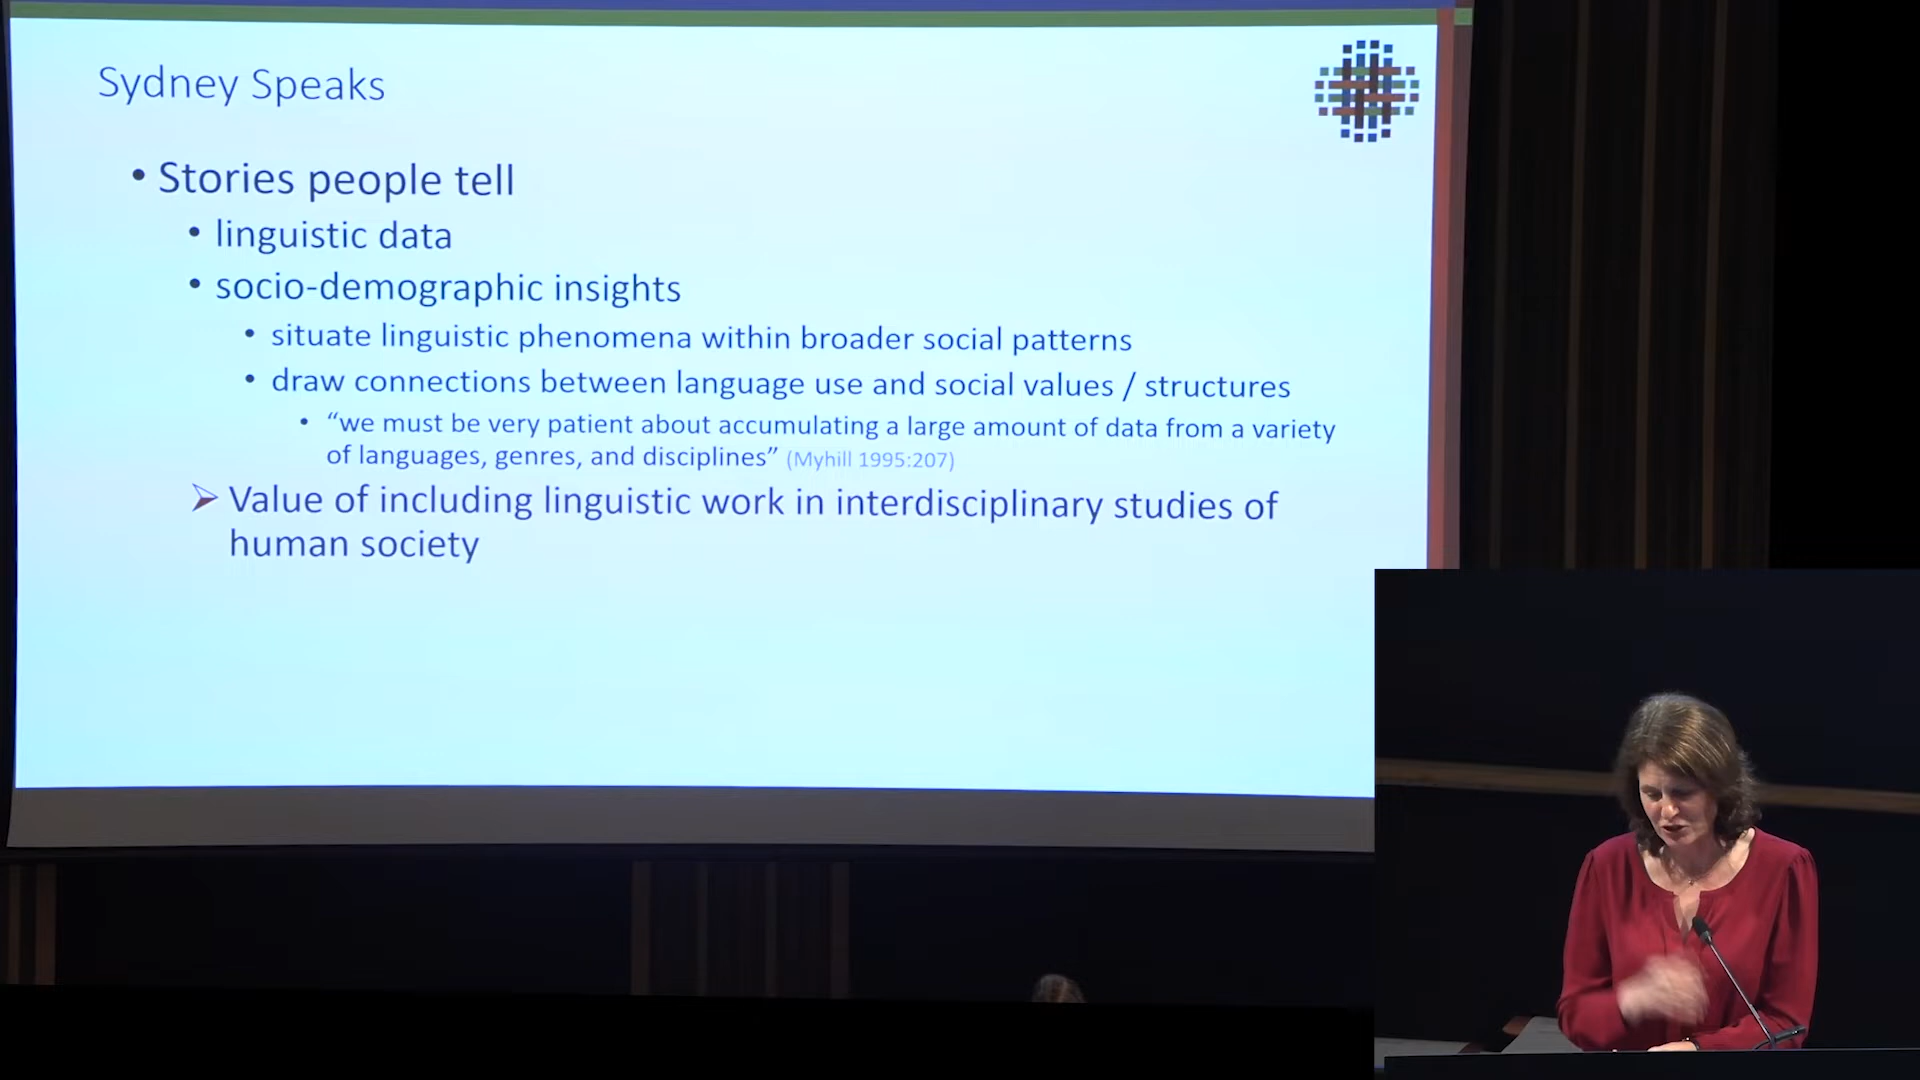 Sydney Speaks
• Stories people tell
• linguistic data
• socio-demographic insights
• situate linguistic phenomena within broader social patterns
• draw connections between language use and social values / structures
• “we must be very patient about accumulating a large amount of data from a variety
of languages, genres, and disciplines” (Myhill 1995:207)
➢ Value of including linguistic work in interdisciplinary studies of
human society